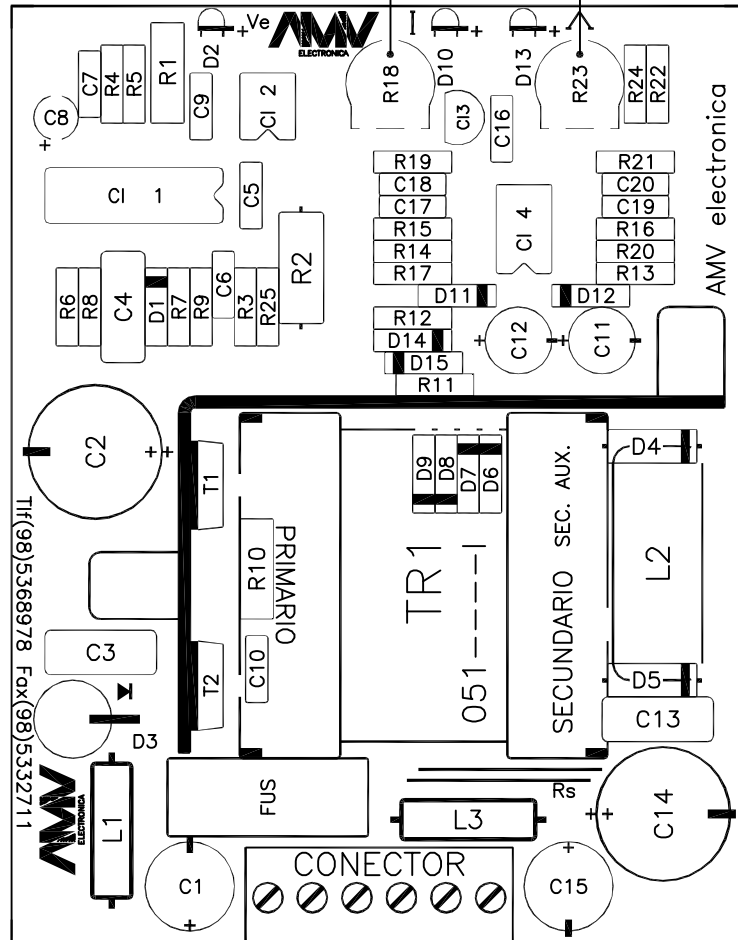 + Ve
AMV
ELECTRONICA
I
D2
D10
+
D13
+
C7
R4
R5
R1
C9
CI 2
R18
CI3
C16
R23
R24
R22
C8
+
CI 1
C5
R19
C18
C17
R15
R14
R17
CI 4
R21
C20
C19
R16
R20
R13
AMV electronica
R6
R8
C4
D1
R7
R9
C6
R3
R25
R2
D11
D12
R12
D14
D15
R11
+
C12
+
C11
C2
++
T1
T2
PRIMARIO
R10
C10
D9
D8
D7
D6
TR1
051-----1
SECUNDARIO SEC. AUX.
D4
L2
D5
C13
C3
D3
Tlf(98)5368978 Fax(98)5332711
AMV
ELECTRONICA
L1
FUS
Rs
L3
++
C14
C1
+
CONECTOR
+
C15